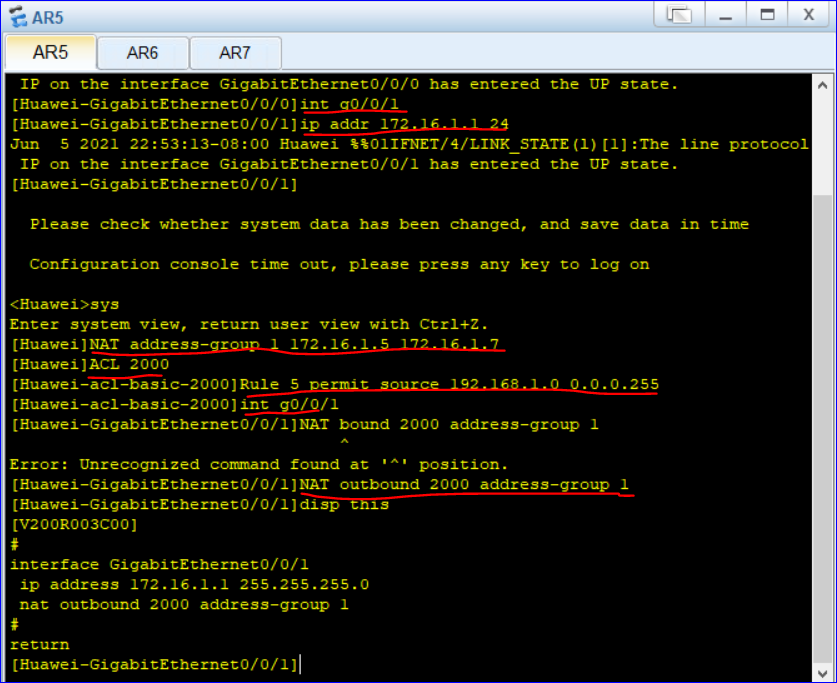 AR5
X
AR5 AR6 AR7
IP on the interface GigabitEthernet0/0/0 has entered the UP state.
[Huawei-GigabitEthernet0/0/0]int g0/0/1
[Huawei-GigabitEthernet0/0/1]ip addr 172.16.1.1 24
Jun  5 2021 22:53:13-08:00 Huawei %%01IFNET/4/LINK_STATE(l)[1]:The line protocol
IP on the interface GigabitEthernet0/0/1 has entered the UP state.
[Huawei-GigabitEthernet0/0/1]
Please check whether system data has been changed, and save data in time
Configuration console time out, please press any key to log on
<Huawei>sys
Enter system view, return user view with Ctrl+Z.
[Huawei]NAT address-group 1 172.16.1.5 172.16.1.7
[Huawei]ACL 2000
[Huawei-acl-basic-2000]Rule 5 permit source 192.168.1.0 0.0.0.255
[Huawei-acl-basic-2000]int g0/0/1
[Huawei-GigabitEthernet0/0/1]NAT bound 2000 address-group 1
^
Error: Unrecognized command found at '^' position.
[Huawei-GigabitEthernet0/0/1]NAT outbound 2000 address-group 1
[Huawei-GigabitEthernet0/0/1]disp this
[V200R003C00]
#
interface GigabitEthernet0/0/1
ip address 172.16.1.1 255.255.255.0
nat outbound 2000 address-group 1
#
return
[Huawei-GigabitEthernet0/0/1]